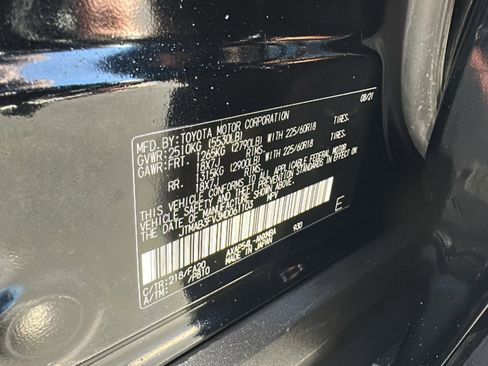 MFD.BY:TOYOTA MOTOR CORPORATION 08/21
GVWR:2510KG (5530LB)
GAWR:FRT. 1265KG (2790LB) WITH 225/60R18 TIRES.
18X7J RIMS.
RR. 1315KG (2900LB) WITH 225/60R18 TIRES.
18X7J RIMS.
THIS VEHICLE CONFORMS TO ALL APPLICABLE FEDERAL MOTOR
VEHICLE SAFETY AND THEFT PREVENTION STANDARDS IN EFFECT
ON THE DATE OF MANUFACTURE SHOWN ABOVE.
MPV E
C/TR:218/FA20 AXAP54L-ANXMBA 930
A/TM: /P810 MADE IN JAPAN